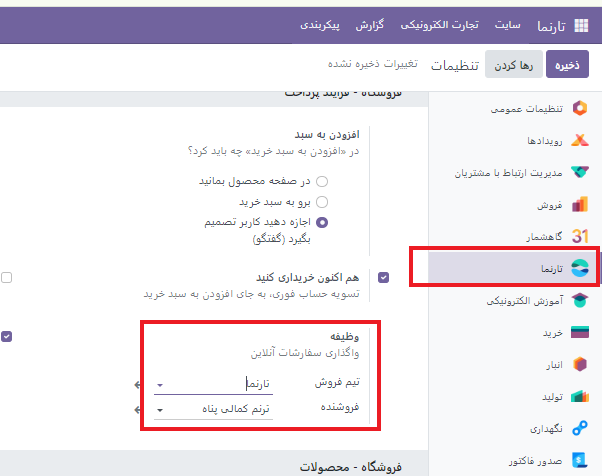 تارنما
سایت
تجارت الکترونیکی
گزارش
پیکربندی
ذخیره
رها کردن
تنظیمات
تغییرات ذخیره نشده
تنظیمات عمومی
رویدادها
مدیریت ارتباط با مشتریان
فروش
31
گاهشمار
تارنما
آموزش الکترونیکی
خرید
انبار
تولید
نگهداری
$
صدور فاکتور
فروشگاه - فرآیند پرداخت
افزودن به سبد
در «افزودن به سبد خرید» چه باید کرد؟
در صفحه محصول بمانید
برو به سبد خرید
اجازه دهید کاربر تصمیم
بگیرد (گفتگو)
هم اکنون خریداری کنید
تسویه حساب فوری، به جای افزودن به سبد خرید
وظیفه
واگذاری سفارشات آنلاین
تیم فروش
تارنما
فروشنده
ترنم کمالی پناه
فروشگاه - محصولات